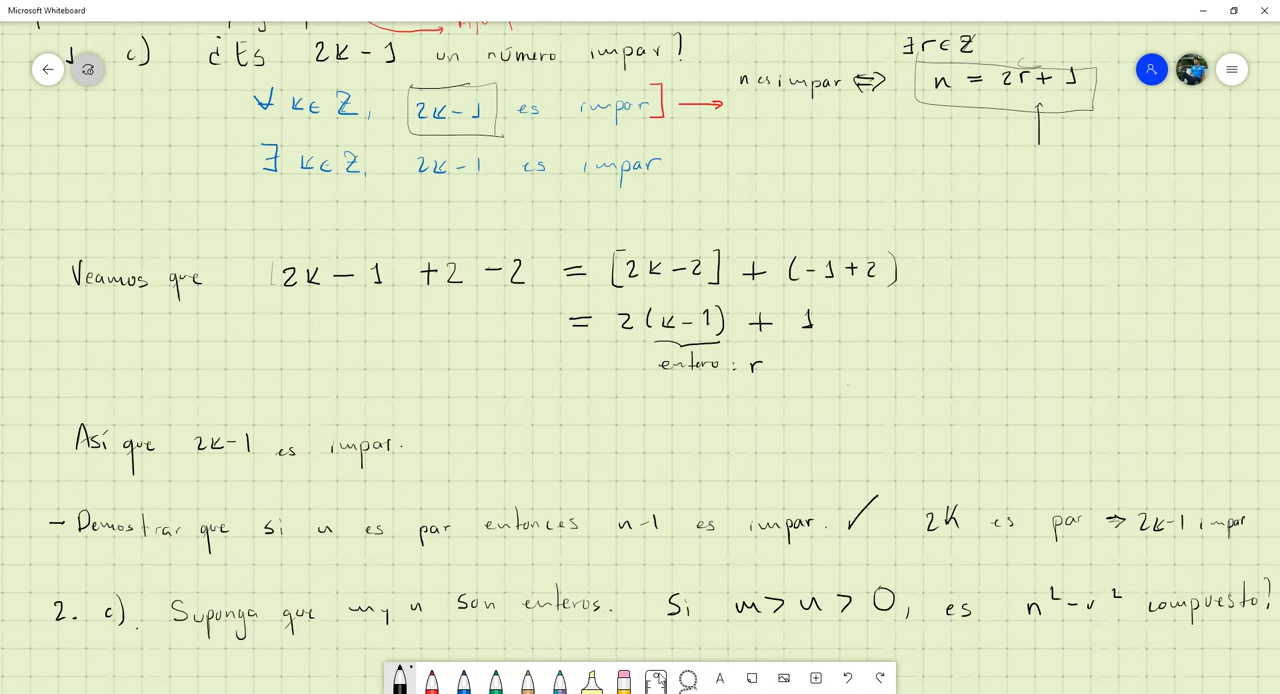 Microsoft Whiteboard
1 c) ¿Es 2k - 1 un número impar?
∀ k ∈ ℤ, 2k-1 es impar] →
∃ k ∈ ℤ, 2k-1 es impar
∃ r ∈ ℤ
n es impar ⇔ n = 2r + 1
Veamos que 2k - 1 + 2 - 2 = [2k - 2] + (-1 + 2)
= 2(k-1) + 1
entero : r
Así que 2k-1 es impar.
- Demostrar que si n es par entonces n-1 es impar. ✓ 2k es par ⇒ 2k-1 impar
2. c). Suponga que m y n son enteros. Si m > n > 0, es compuesto?
A